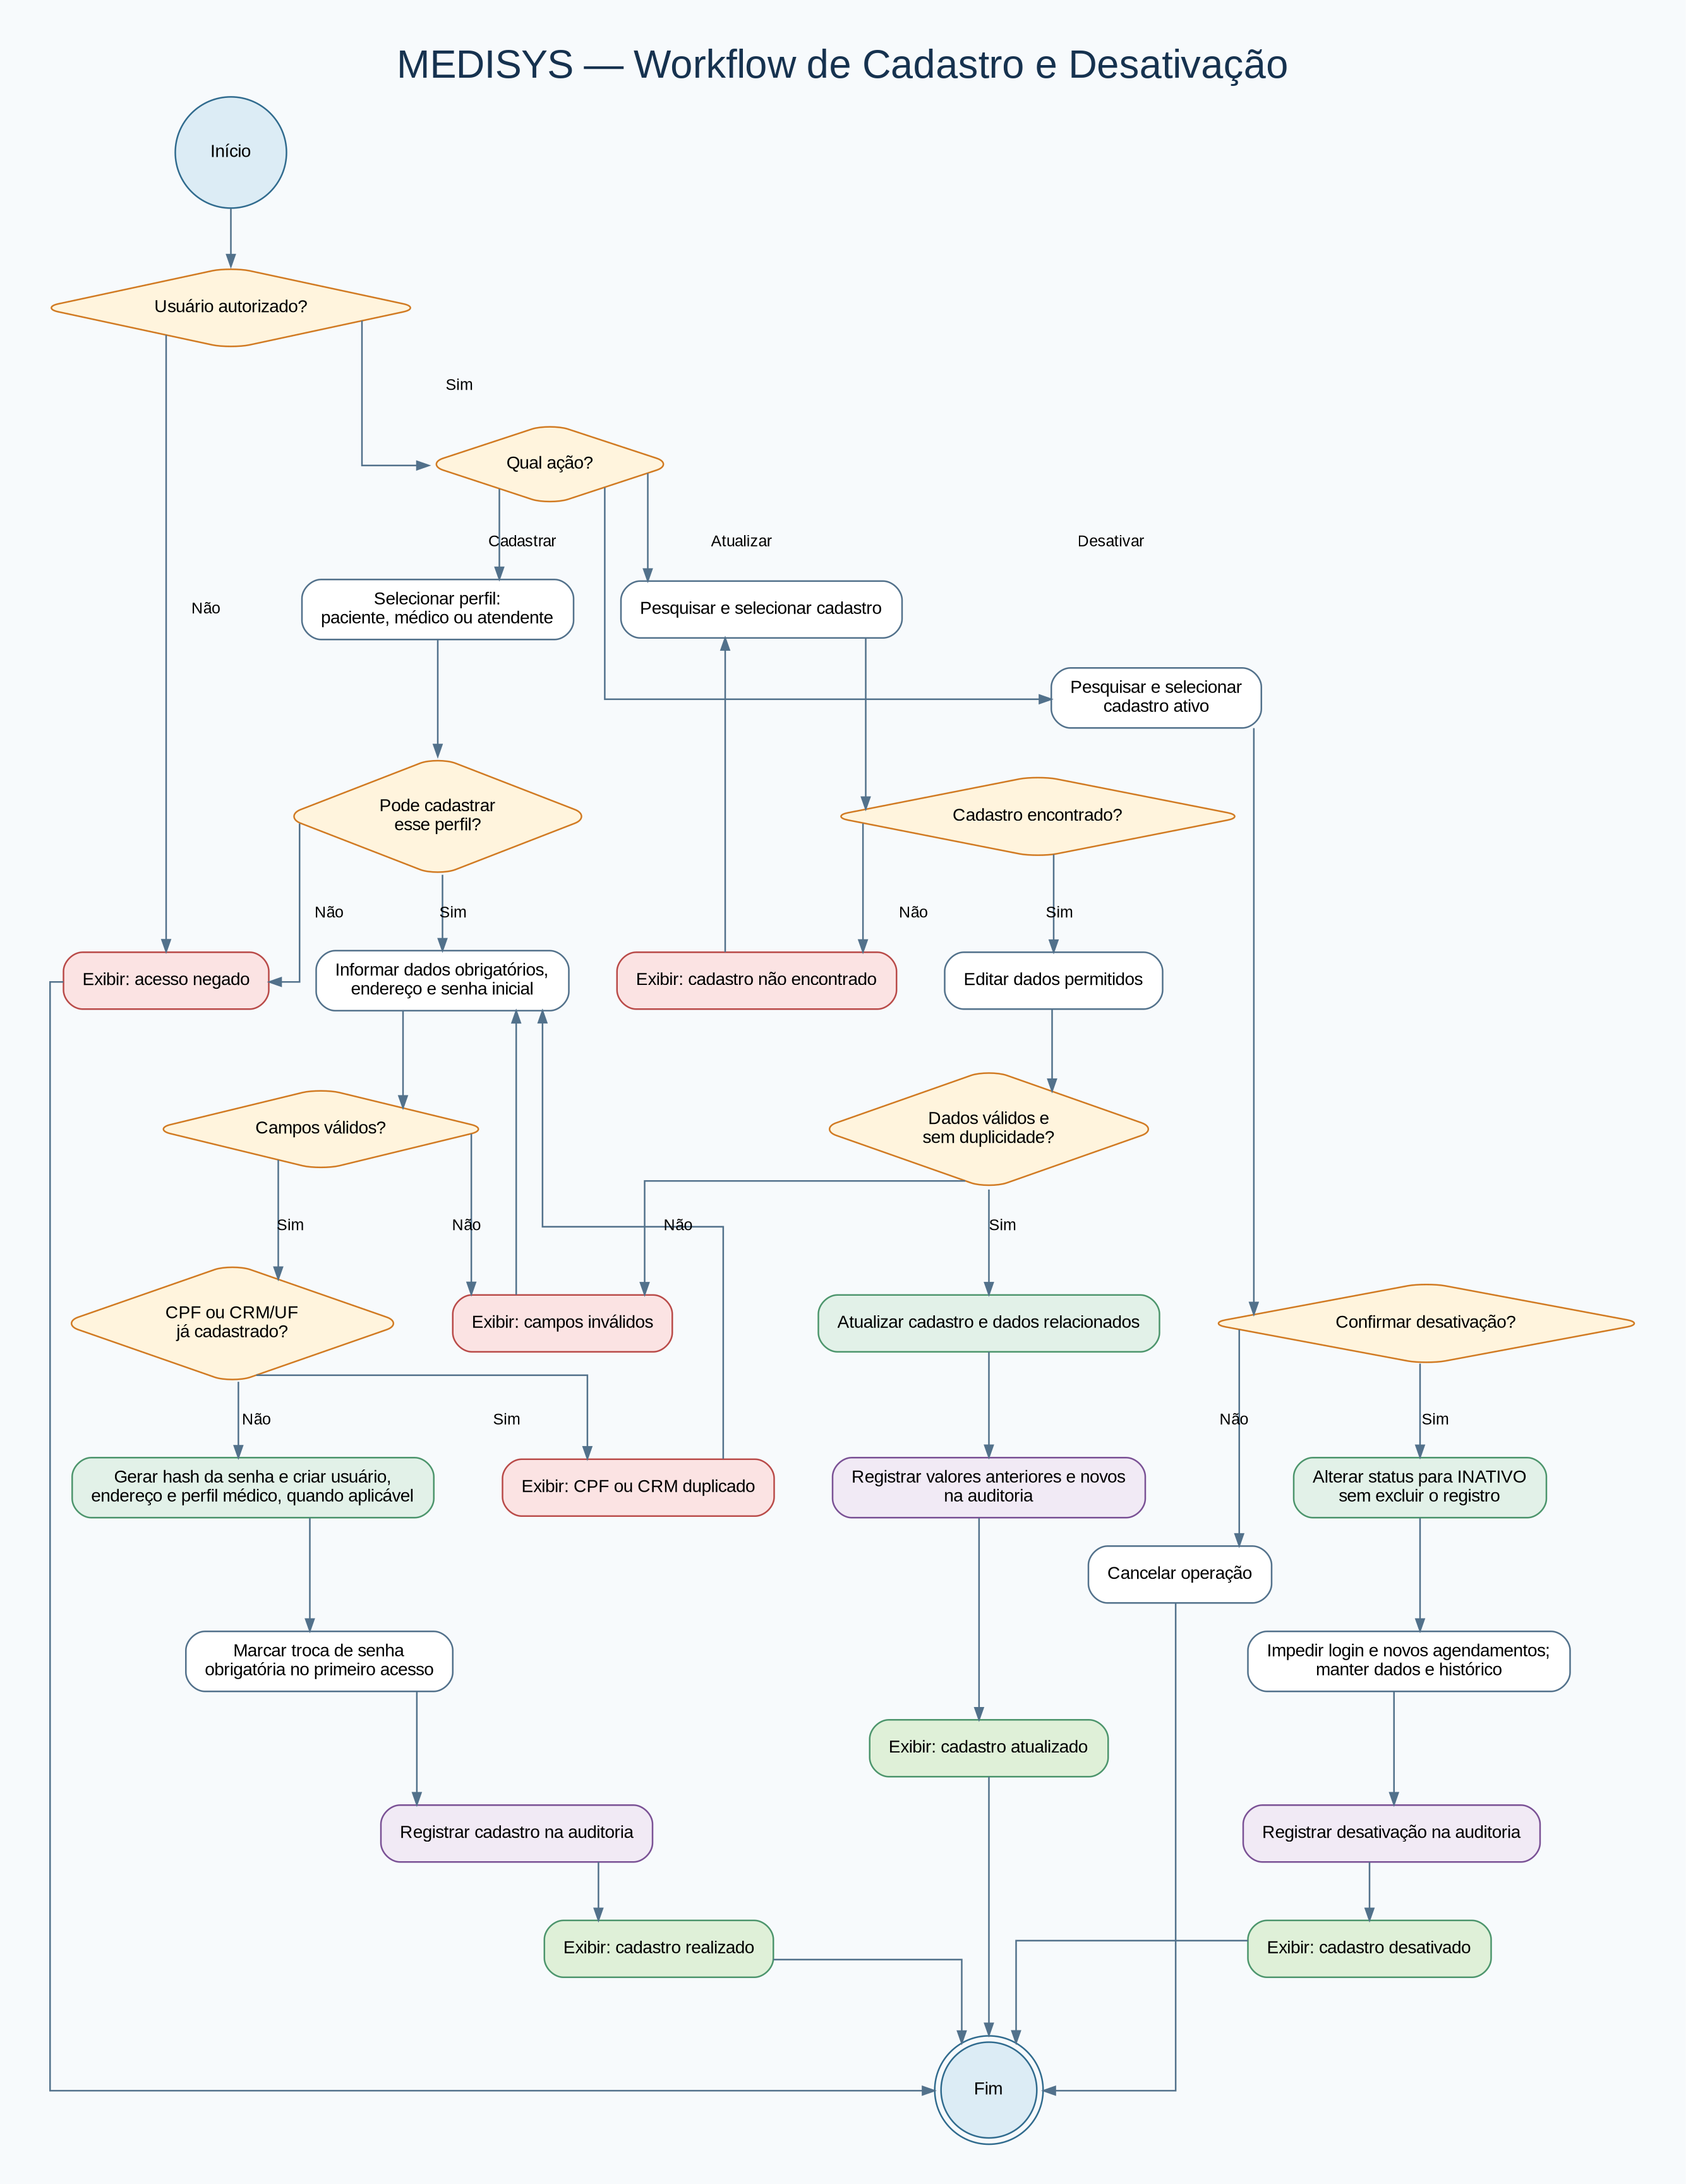 MEDISYS — Workflow de Cadastro e Desativação
Início
Usuário autorizado?
Sim
Qual ação?
Cadastrar
Atualizar
Desativar
Não
Selecionar perfil:
paciente, médico ou atendente
Pesquisar e selecionar cadastro
Pesquisar e selecionar
cadastro ativo
Pode cadastrar
esse perfil?
Cadastro encontrado?
Não
Sim
Não
Sim
Exibir: acesso negado
Informar dados obrigatórios,
endereço e senha inicial
Exibir: cadastro não encontrado
Editar dados permitidos
Campos válidos?
Dados válidos e
sem duplicidade?
Sim
Não
Não
Sim
CPF ou CRM/UF
já cadastrado?
Exibir: campos inválidos
Atualizar cadastro e dados relacionados
Confirmar desativação?
Não
Sim
Não
Sim
Gerar hash da senha e criar usuário,
endereço e perfil médico, quando aplicável
Exibir: CPF ou CRM duplicado
Registrar valores anteriores e novos
na auditoria
Alterar status para INATIVO
sem excluir o registro
Cancelar operação
Marcar troca de senha
obrigatória no primeiro acesso
Impedir login e novos agendamentos;
manter dados e histórico
Exibir: cadastro atualizado
Registrar cadastro na auditoria
Registrar desativação na auditoria
Exibir: cadastro realizado
Exibir: cadastro desativado
Fim